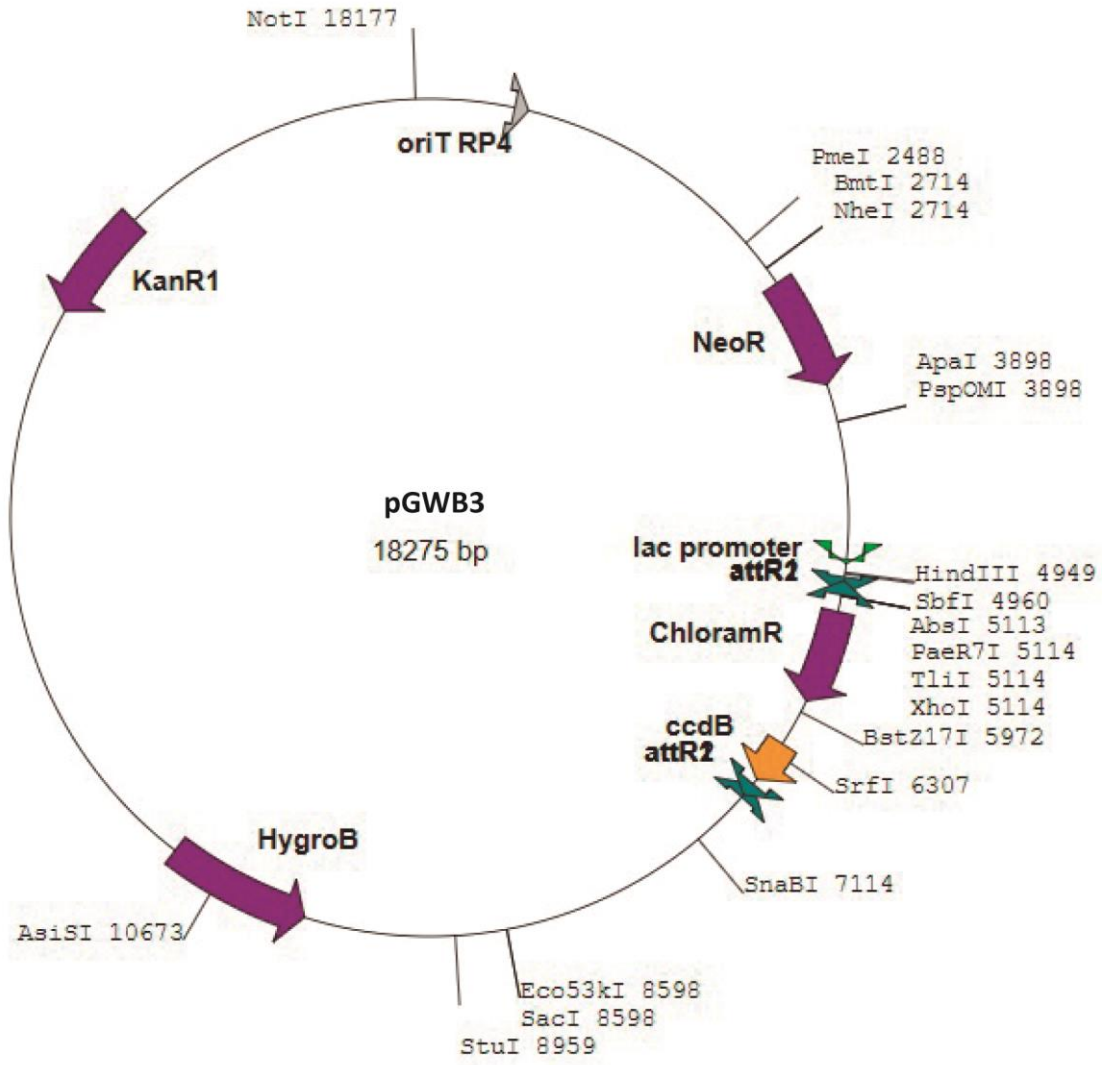 NotI 18177
oriT RP4
PmeI 2488
BmtI 2714
NheI 2714
KanR1
NeoR
ApaI 3898
PspOMI 3898
pGWB3
18275 bp
lac promoter
HindIII 4949
SbfI 4960
AbsI 5113
PaeR7I 5114
TliI 5114
XhoI 5114
ChloramR
ccdB
BstZ17I 5972
SrfI 6307
HygroB
SnaBI 7114
AsiSI 10673
Eco53kI 8598
SacI 8598
StuI 8959